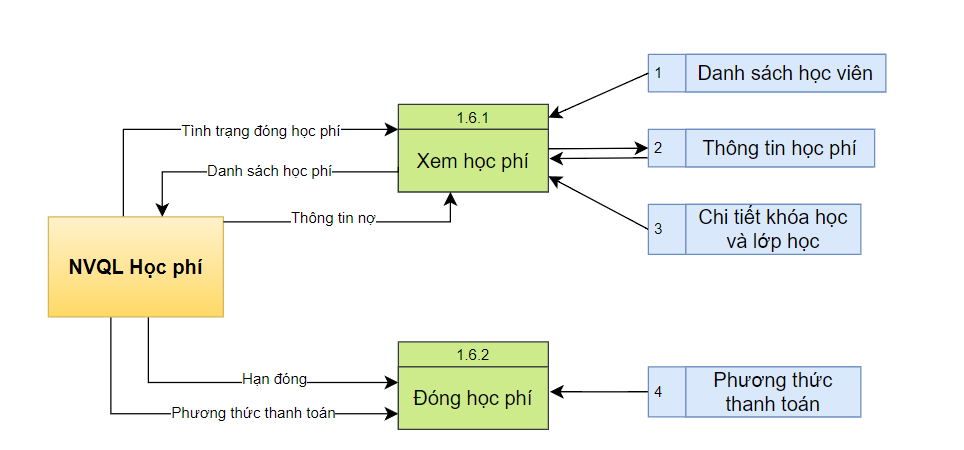 1
Danh sách học viên
1.6.1
Xem học phí
Tình trạng đóng học phí
2
Thông tin học phí
Danh sách học phí
Thông tin nợ
3
Chi tiết khóa học
và lớp học
NVQL Học phí
1.6.2
Đóng học phí
Hạn đóng
Phương thức thanh toán
4
Phương thức
thanh toán